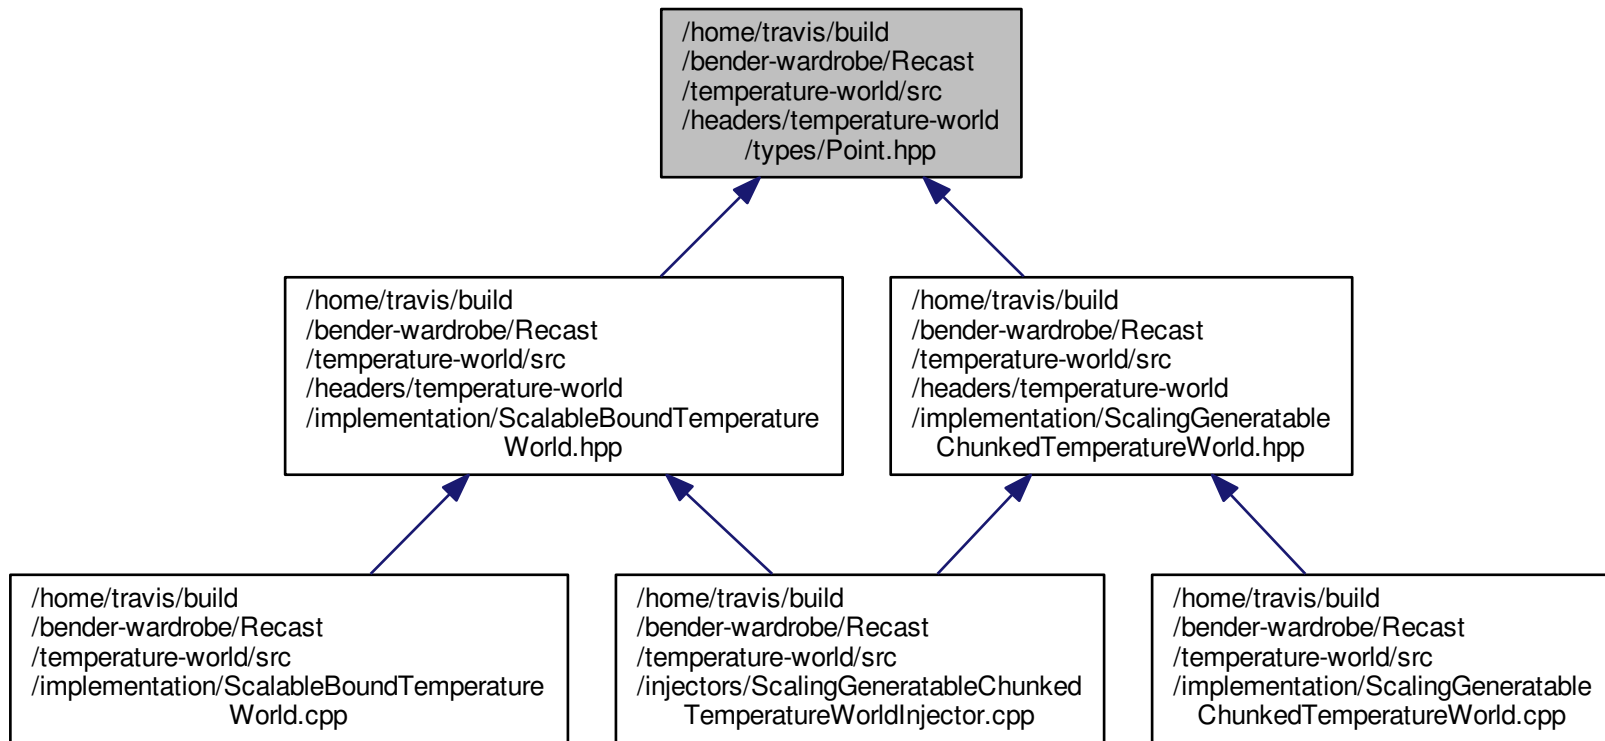 /home/travis/build
/bender-wardrobe/Recast
/temperature-world/src
/headers/temperature-world
/types/Point.hpp
/home/travis/build
/bender-wardrobe/Recast
/temperature-world/src
/headers/temperature-world
/implementation/ScalableBoundTemperature
World.hpp
/home/travis/build
/bender-wardrobe/Recast
/temperature-world/src
/headers/temperature-world
/implementation/ScalingGeneratable
ChunkedTemperatureWorld.hpp
/home/travis/build
/bender-wardrobe/Recast
/temperature-world/src
/implementation/ScalableBoundTemperature
World.cpp
/home/travis/build
/bender-wardrobe/Recast
/temperature-world/src
/injectors/ScalingGeneratableChunked
TemperatureWorldInjector.cpp
/home/travis/build
/bender-wardrobe/Recast
/temperature-world/src
/implementation/ScalingGeneratable
ChunkedTemperatureWorld.cpp